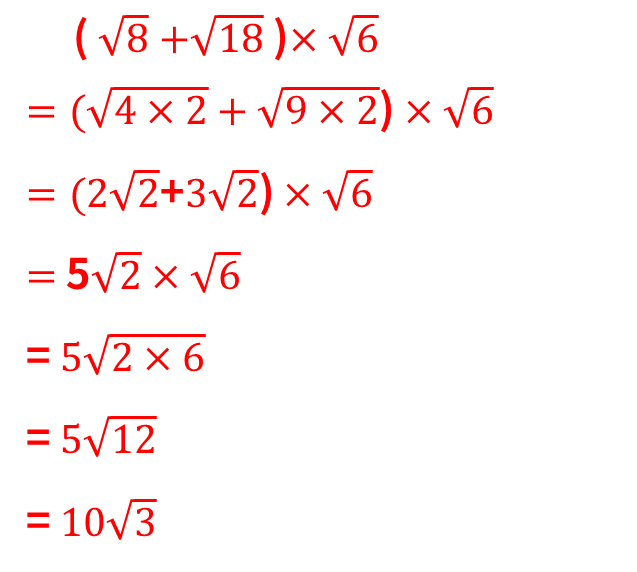 ( √8 +√18 )× √6
= (√4 × 2 + √9 × 2) × √6
= (2√2+3√2) × √6
= 5√2 × √6
= 5√2 × 6
= 5√12
= 10√3